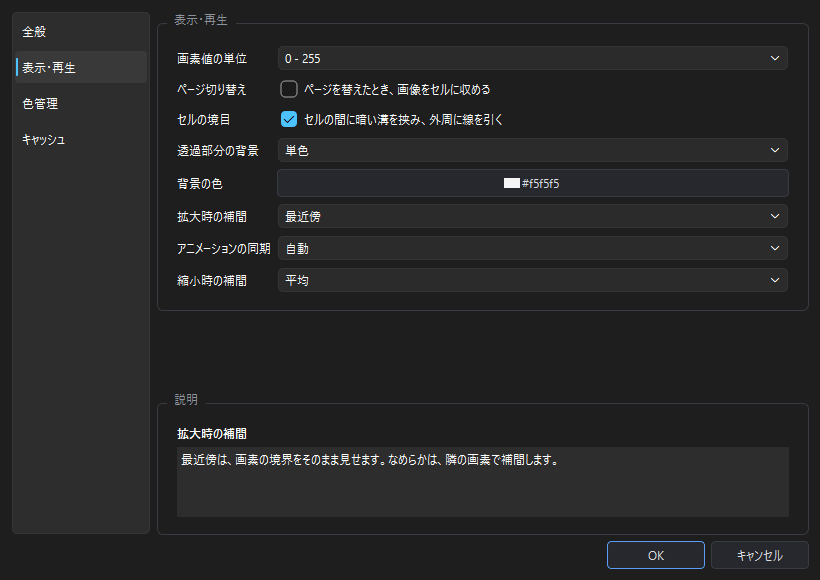 全般
表示・再生
色管理
キャッシュ
表示・再生
画素値の単位 0 - 255
ページ切り替え ページを替えたとき、画像をセルに収める
セルの境目 セルの間に暗い溝を挟み、外周に線を引く
透過部分の背景 単色
背景の色 #f5f5f5
拡大時の補間 最近傍
アニメーションの同期 自動
縮小時の補間 平均
説明
拡大時の補間
最近傍は、画素の境界をそのまま見せます。なめらかは、隣の画素で補間します。
OK キャンセル